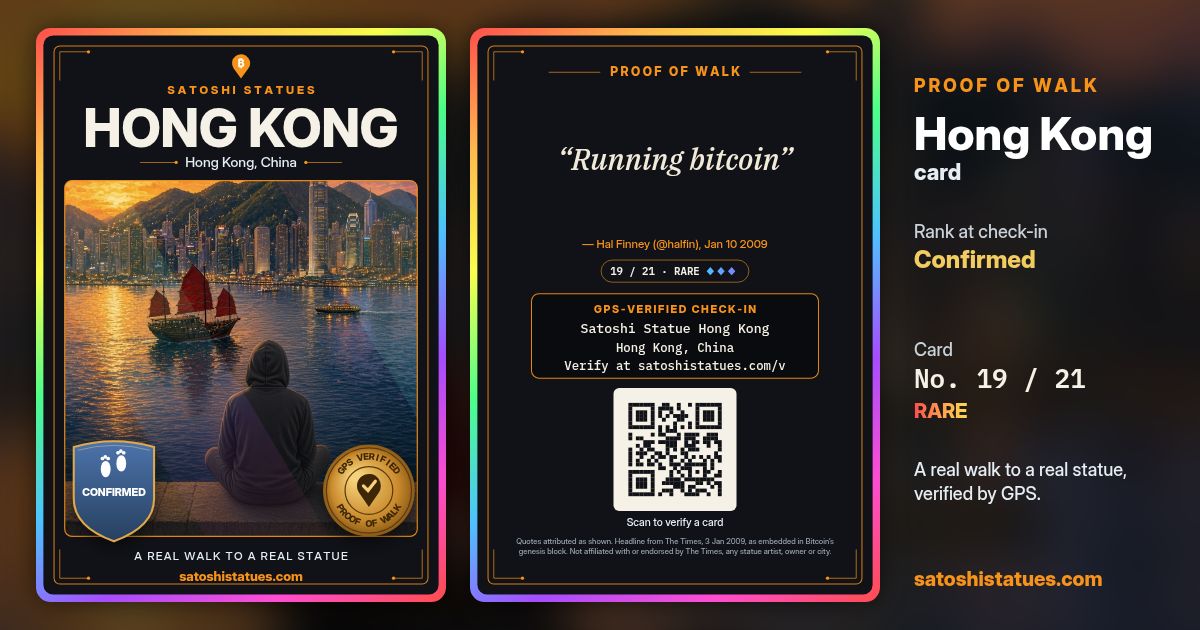 SATOSHI STATUES
HONG KONG
Hong Kong, China
CONFIRMED
GPS VERIFIED
PROOF OF WALK
A REAL WALK TO A REAL STATUE
satoshistatues.com
PROOF OF WALK
“Running bitcoin”
— Hal Finney (@halfin), Jan 10 2009
19 / 21 · RARE
GPS-VERIFIED CHECK-IN
Satoshi Statue Hong Kong
Hong Kong, China
Verify at satoshistatues.com/v
Scan to verify a card
Quotes attributed as shown. Headline from The Times, 3 Jan 2009, as embedded in Bitcoin's
genesis block. Not affiliated with or endorsed by The Times, any statue artist, owner or city.
PROOF OF WALK
Hong Kong
card
Rank at check-in
Confirmed
Card
No. 19 / 21
RARE
A real walk to a real statue,
verified by GPS.
satoshistatues.com